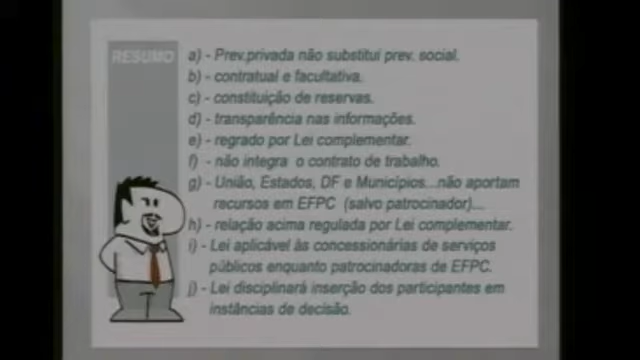 RESUMO
a) - Prev.privada não substitui prev. social.
b) - contratual e facultativa.
c) - constituição de reservas.
d) - transparência nas informações.
e) - regrado por Lei complementar.
f) - não integra o contrato de trabalho.
g) - União, Estados, DF e Municípios...não aportam
recursos em EFPC (salvo patrocinador)....
h) - relação acima regulada por Lei complementar.
i) - Lei aplicável às concessionárias de serviços
públicos enquanto patrocinadoras de EFPC.
j) - Lei disciplinará inserção dos participantes em
instâncias de decisão.